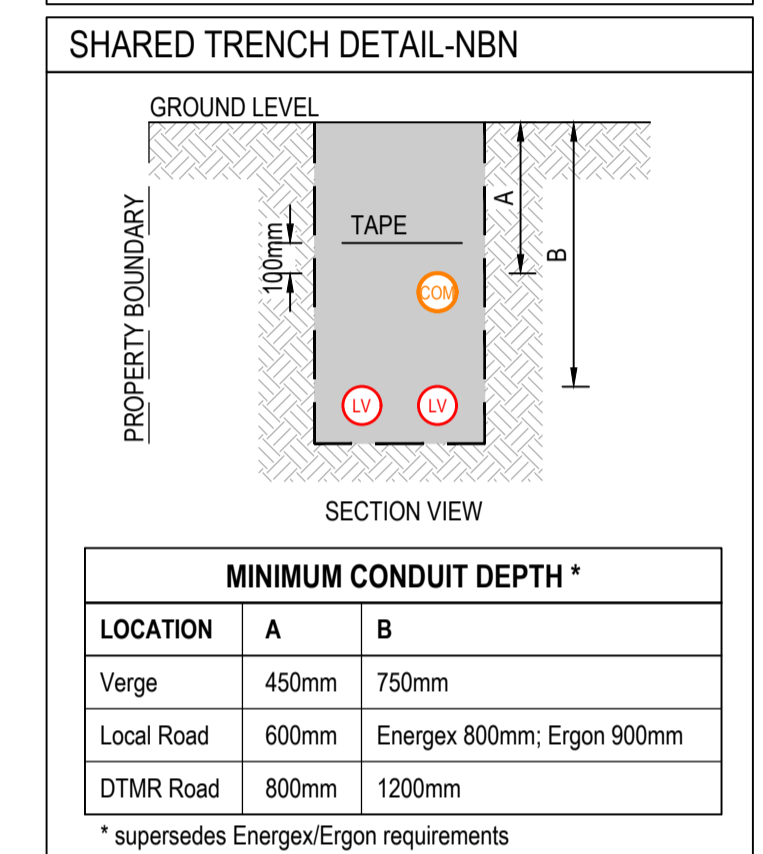 SHARED TRENCH DETAIL-NBN
GROUND LEVEL
PROPERTY BOUNDARY
100mm
TAPE
COM
A
B
LV LV
SECTION VIEW
MINIMUM CONDUIT DEPTH *
LOCATION A B
Verge 450mm 750mm
Local Road 600mm Energex 800mm; Ergon 900mm
DTMR Road 800mm 1200mm
* supersedes Energex/Ergon requirements